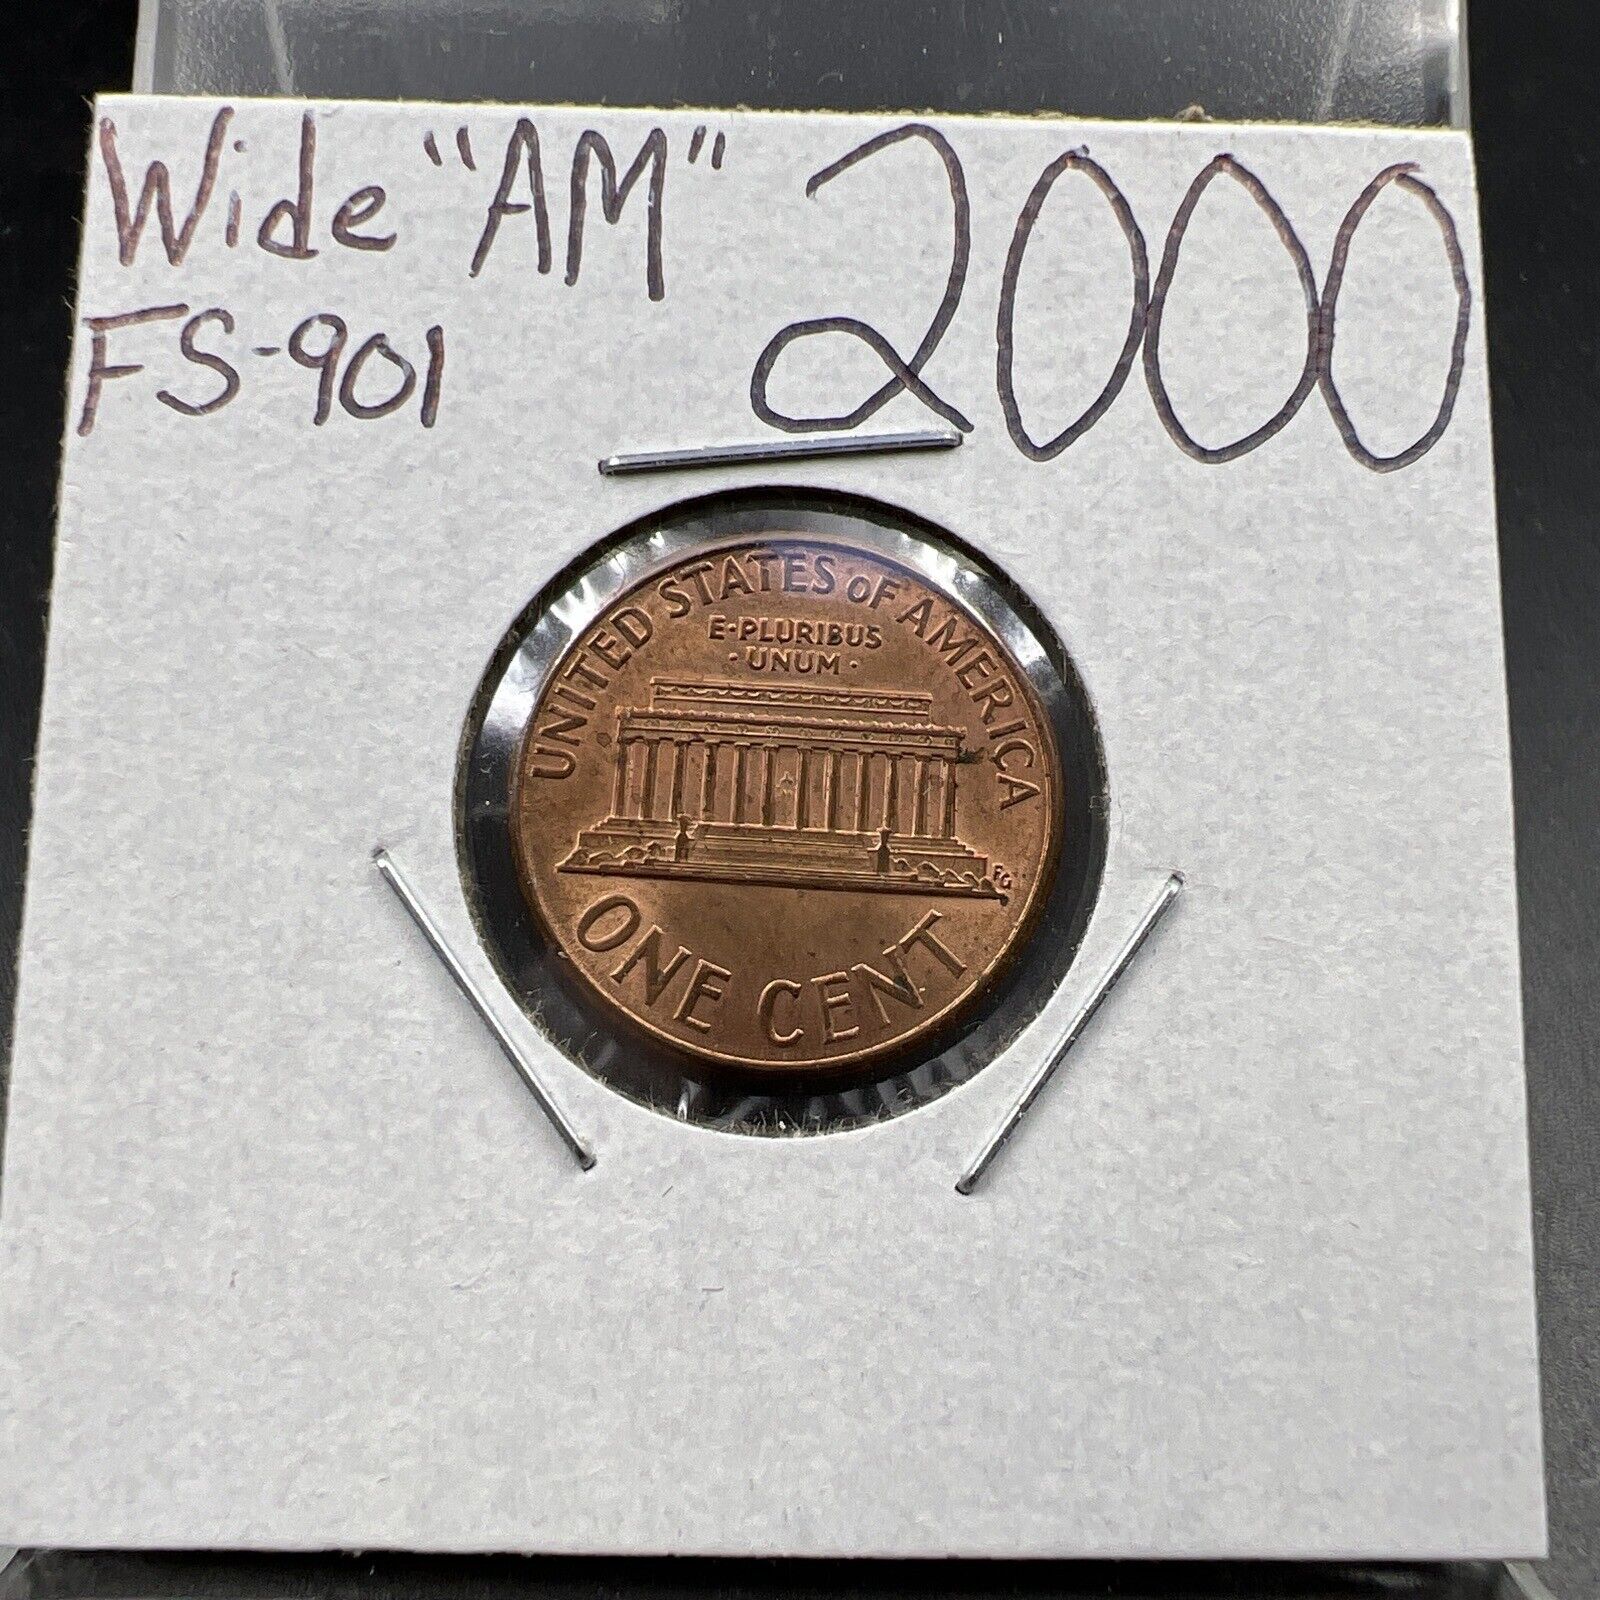 Wide "AM" 2000
FS-901
UNITED STATES OF AMERICA
E·PLURIBUS
·UNUM·
FG
ONE CENT